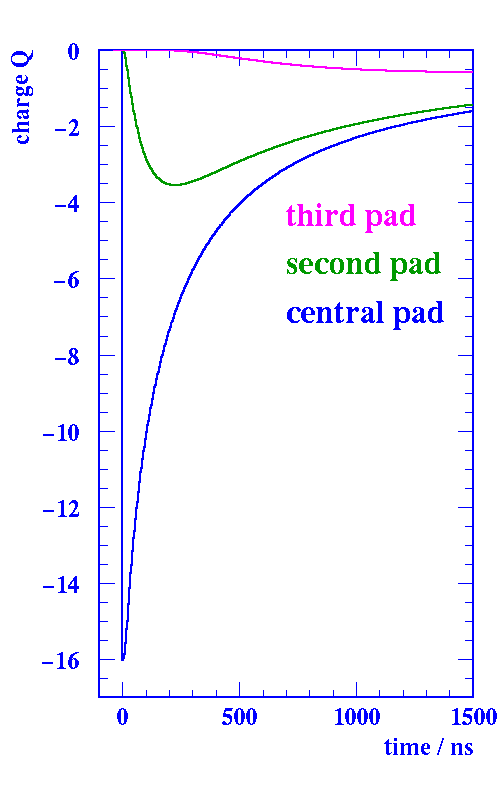 charge Q
0
−2
−4
−6
−8
−10
−12
−14
−16
third pad
second pad
central pad
0 500 1000 1500
time / ns